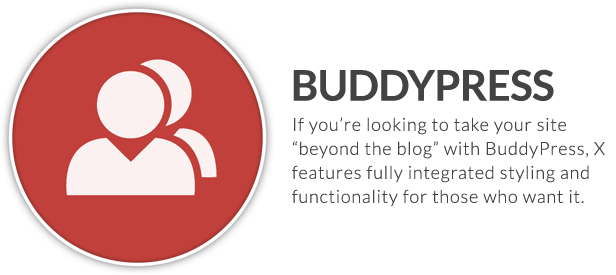 BUDDYPRESS
If you’re looking to take your site
“beyond the blog” with BuddyPress, X
features fully integrated styling and
functionality for those who want it.